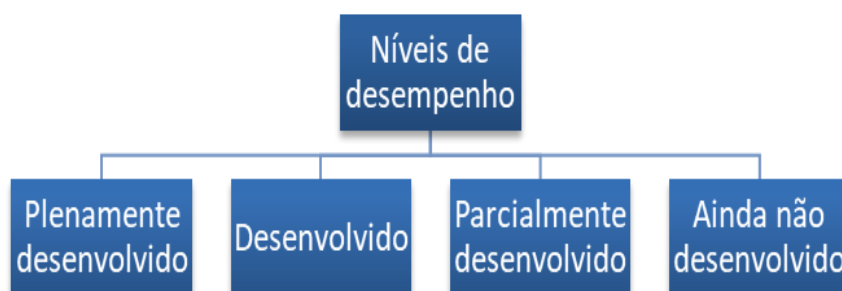 Níveis de
desempenho
Plenamente
desenvolvido
Desenvolvido
Parcialmente
desenvolvido
Ainda não
desenvolvido